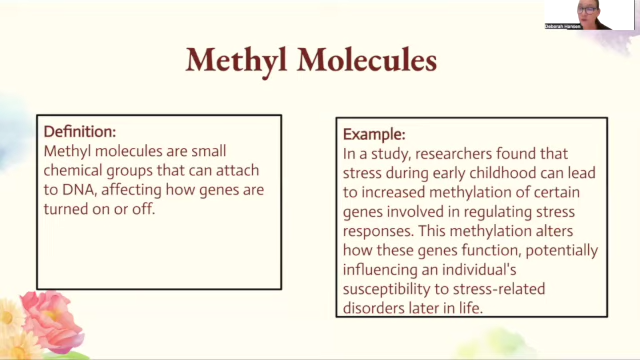 Deborah Hannan
Methyl Molecules
Definition:
Methyl molecules are small
chemical groups that can attach
to DNA, affecting how genes are
turned on or off.
Example:
In a study, researchers found that
stress during early childhood can lead
to increased methylation of certain
genes involved in regulating stress
responses. This methylation alters
how these genes function, potentially
influencing an individual's
susceptibility to stress-related
disorders later in life.